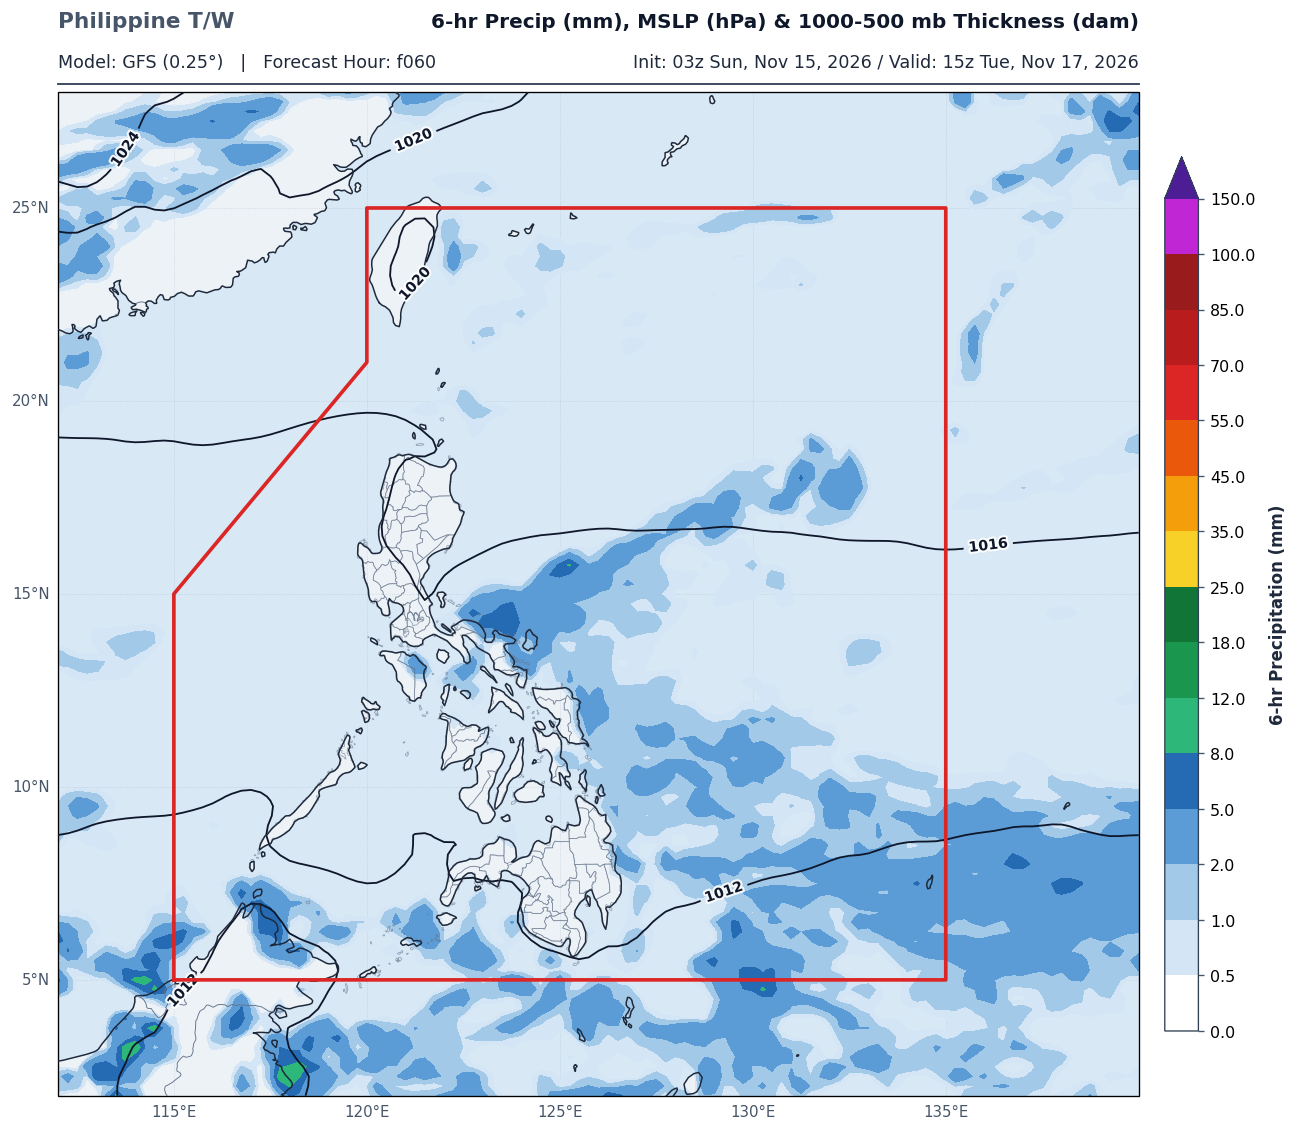 Philippine T/W
6-hr Precip (mm), MSLP (hPa) & 1000-500 mb Thickness (dam)
Model: GFS (0.25°)   |   Forecast Hour: f060
Init: 03z Sun, Nov 15, 2026 / Valid: 15z Tue, Nov 17, 2026
1024
1020
1020
1016
1012
1012
25°N
20°N
15°N
10°N
5°N
115°E
120°E
125°E
130°E
135°E
150.0
100.0
85.0
70.0
55.0
45.0
35.0
25.0
18.0
12.0
8.0
5.0
2.0
1.0
0.5
0.0
6-hr Precipitation (mm)